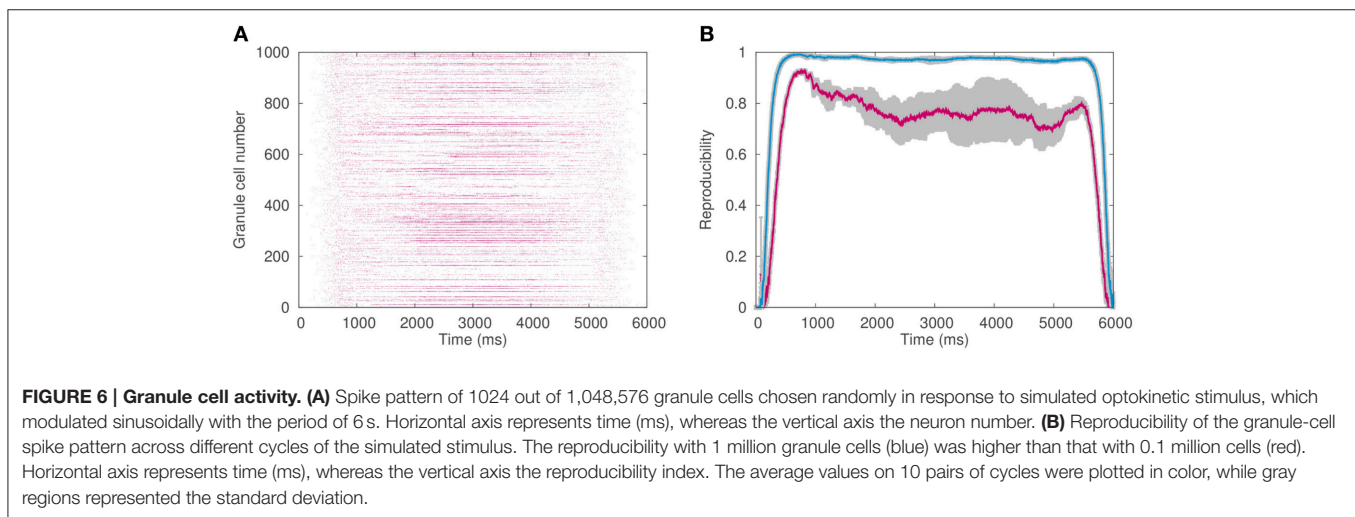 A
1000
800
600
400
200
0
Granule cell number
0 1000 2000 3000 4000 5000 6000
Time (ms)
B
1
0.8
0.6
0.4
0.2
0
Reproducibility
0 1000 2000 3000 4000 5000 6000
Time (ms)
FIGURE 6 | Granule cell activity. (A) Spike pattern of 1024 out of 1,048,576 granule cells chosen randomly in response to simulated optokinetic stimulus, which
modulated sinusoidally with the period of 6 s. Horizontal axis represents time (ms), whereas the vertical axis the neuron number. (B) Reproducibility of the granule-cell
spike pattern across different cycles of the simulated stimulus. The reproducibility with 1 million granule cells (blue) was higher than that with 0.1 million cells (red).
Horizontal axis represents time (ms), whereas the vertical axis the reproducibility index. The average values on 10 pairs of cycles were plotted in color, while gray
regions represented the standard deviation.